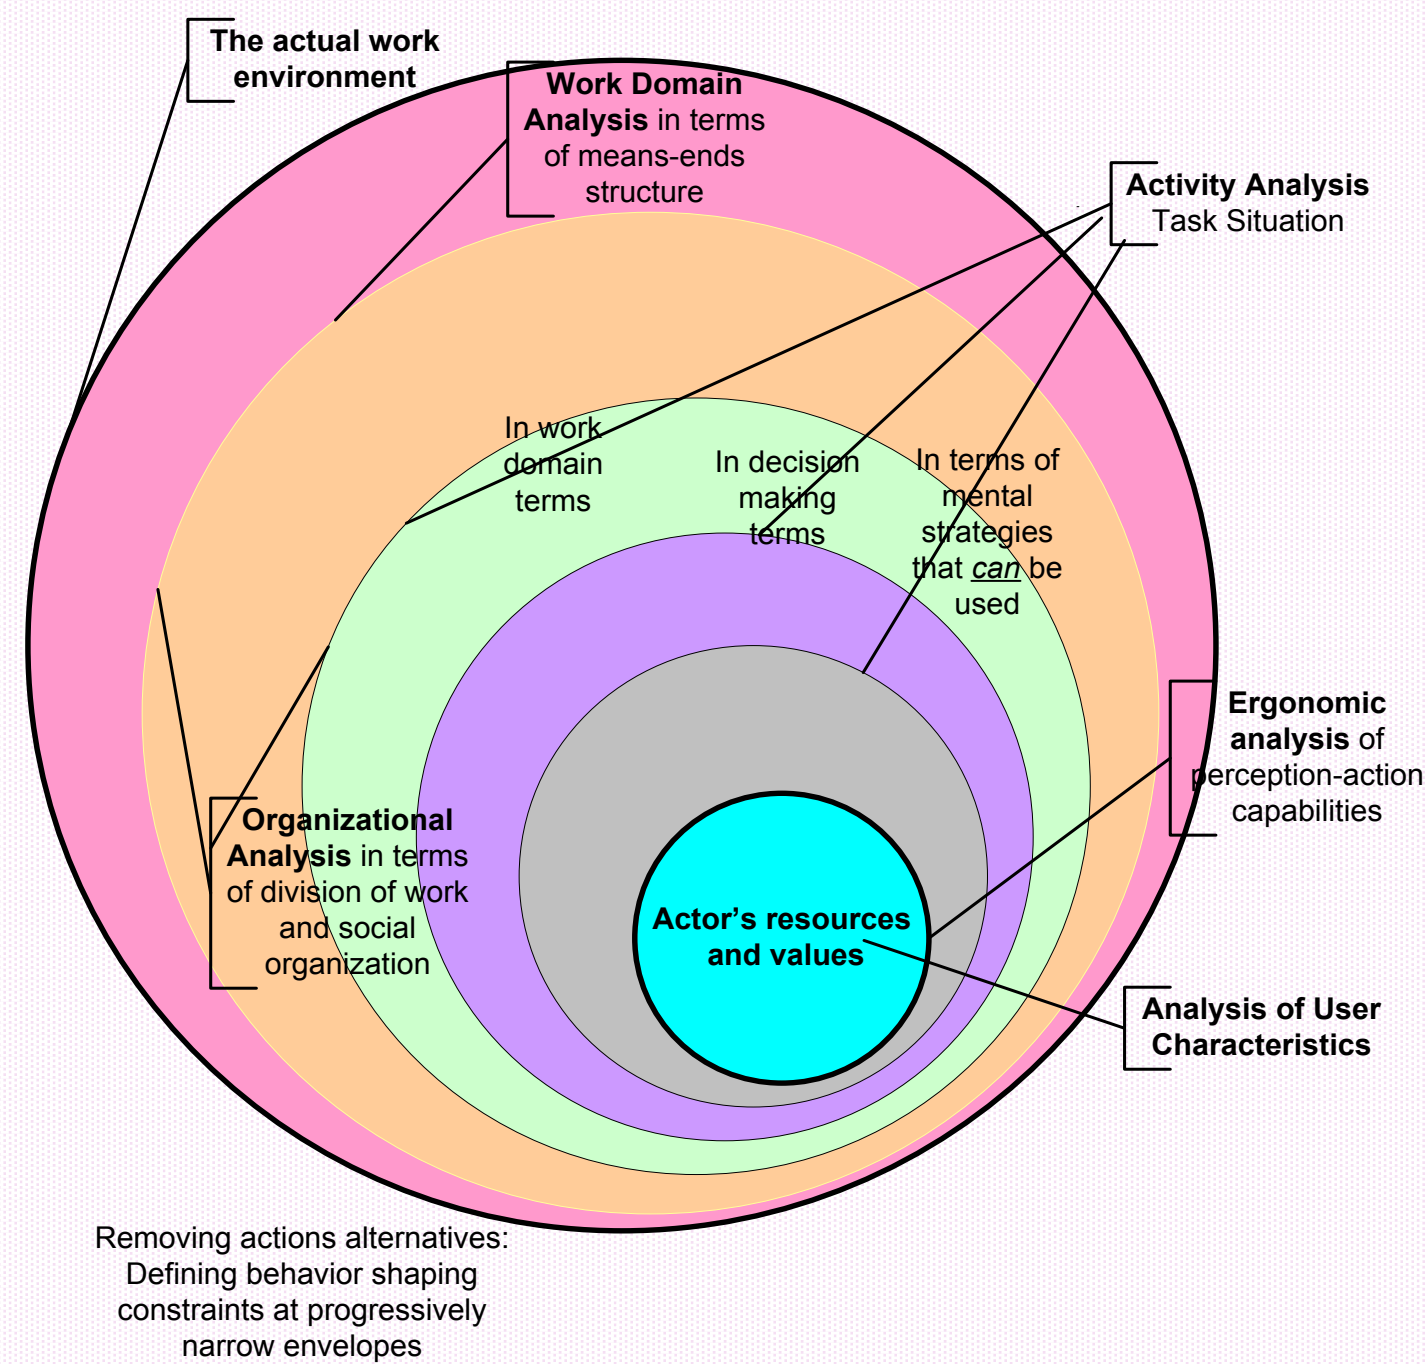 The actual work
environment
Work Domain
Analysis in terms
of means-ends
structure
Activity Analysis
Task Situation
In work
domain
terms
In decision
making
terms
In terms of
mental
strategies
that can be
used
Ergonomic
analysis of
perception-action
capabilities
Organizational
Analysis in terms
of division of work
and social
organization
Actor’s resources
and values
Analysis of User
Characteristics
Removing actions alternatives:
Defining behavior shaping
constraints at progressively
narrow envelopes